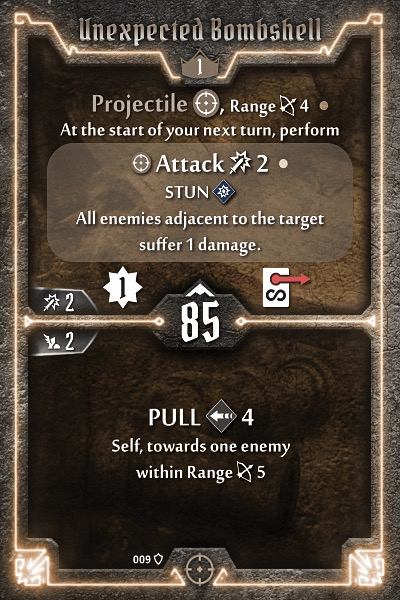 Unexpected Bombshell
1
Projectile , Range 4
At the start of your next turn, perform
Attack 2
STUN
All enemies adjacent to the target
suffer 1 damage.
2
1
S
85
2
PULL 4
Self, towards one enemy
within Range 5
009